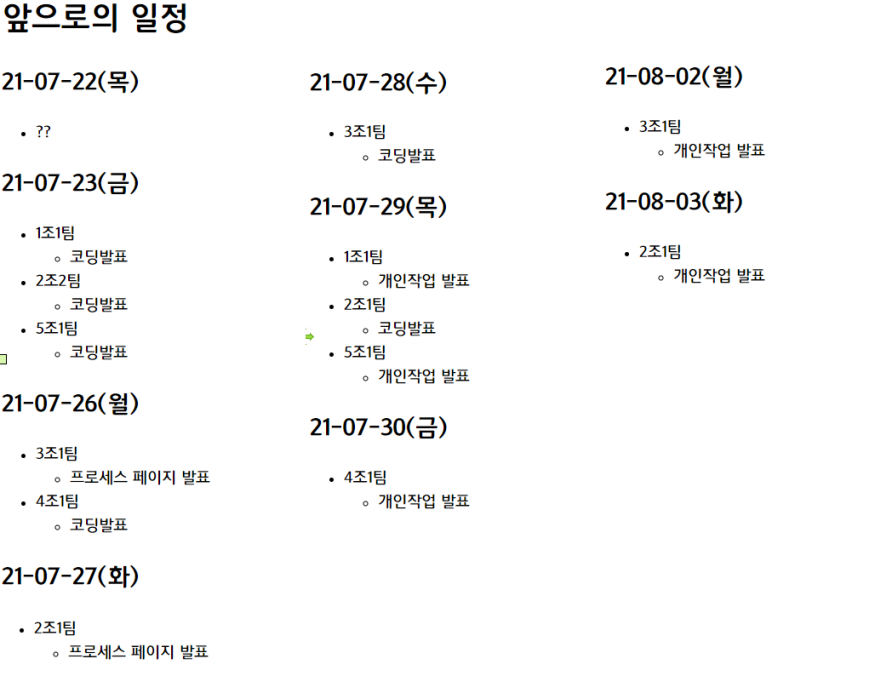 앞으로의 일정
21-07-22(목)
??
21-07-23(금)
1조1팀
코딩발표
2조2팀
코딩발표
5조1팀
코딩발표
21-07-26(월)
3조1팀
프로세스 페이지 발표
4조1팀
코딩발표
21-07-27(화)
2조1팀
프로세스 페이지 발표
21-07-28(수)
3조1팀
코딩발표
21-07-29(목)
1조1팀
개인작업 발표
2조1팀
코딩발표
5조1팀
개인작업 발표
21-07-30(금)
4조1팀
개인작업 발표
21-08-02(월)
3조1팀
개인작업 발표
21-08-03(화)
2조1팀
개인작업 발표